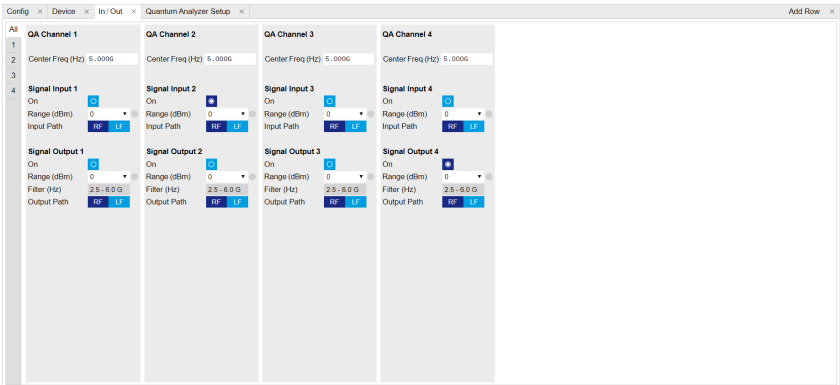 Config × Device × In / Out × Quantum Analyzer Setup × Add Row ×
All
1
2
3
4
QA Channel 1
Center Freq (Hz) 5.000G
Signal Input 1
On
Range (dBm) 0
Input Path RF LF
Signal Output 1
On
Range (dBm) 0
Filter (Hz) 2.5 - 6.0 G
Output Path RF LF
QA Channel 2
Center Freq (Hz) 5.000G
Signal Input 2
On
Range (dBm) 0
Input Path RF LF
Signal Output 2
On
Range (dBm) 0
Filter (Hz) 2.5 - 6.0 G
Output Path RF LF
QA Channel 3
Center Freq (Hz) 5.000G
Signal Input 3
On
Range (dBm) 0
Input Path RF LF
Signal Output 3
On
Range (dBm) 0
Filter (Hz) 2.5 - 6.0 G
Output Path RF LF
QA Channel 4
Center Freq (Hz) 5.000G
Signal Input 4
On
Range (dBm) 0
Input Path RF LF
Signal Output 4
On
Range (dBm) 0
Filter (Hz) 2.5 - 6.0 G
Output Path RF LF